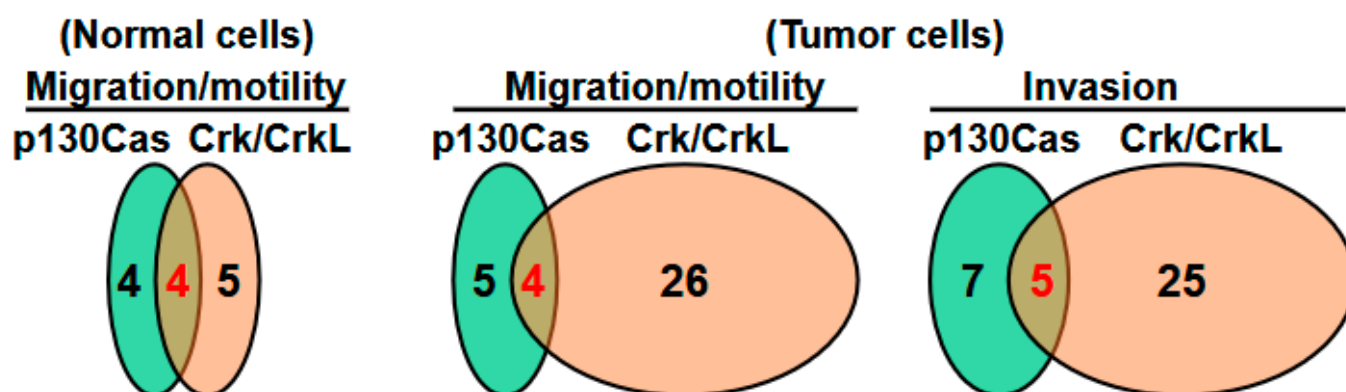 (Normal cells) (Tumor cells)
Migration/motility Migration/motility Invasion
p130Cas Crk/CrkL p130Cas Crk/CrkL p130Cas Crk/CrkL
4 4 5 5 4 26 7 5 25